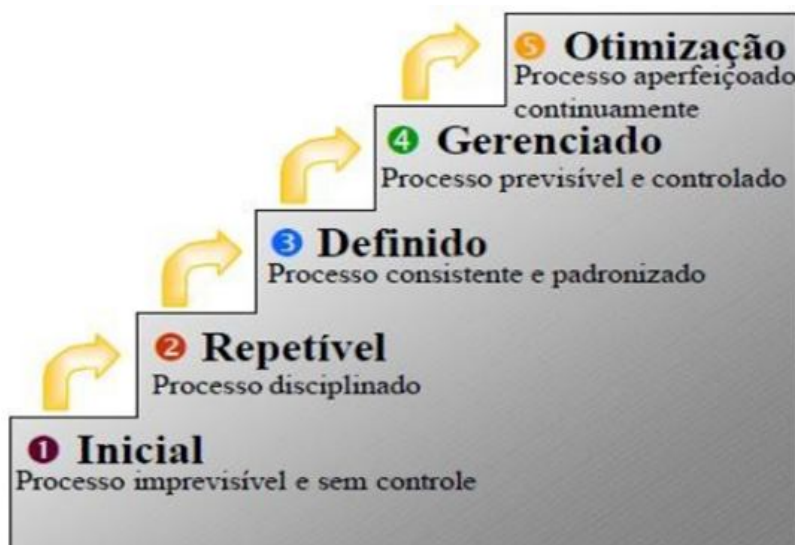 5 Otimização
Processo aperfeiçoado
continuamente
4 Gerenciado
Processo previsível e controlado
3 Definido
Processo consistente e padronizado
2 Repetível
Processo disciplinado
1 Inicial
Processo imprevisível e sem controle